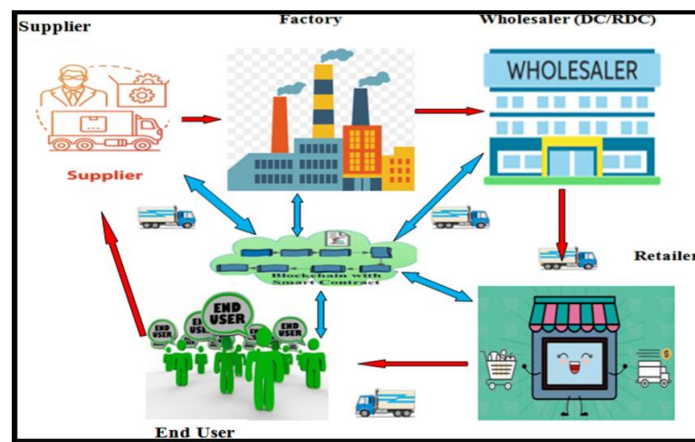 Supplier
Factory
Wholesaler (DC/RDC)
WHOLESALER
Supplier
Retailer
Blockchain with
Smart Contract
END
USER
END
USER
END
USER
END
USER
END
USER
End User